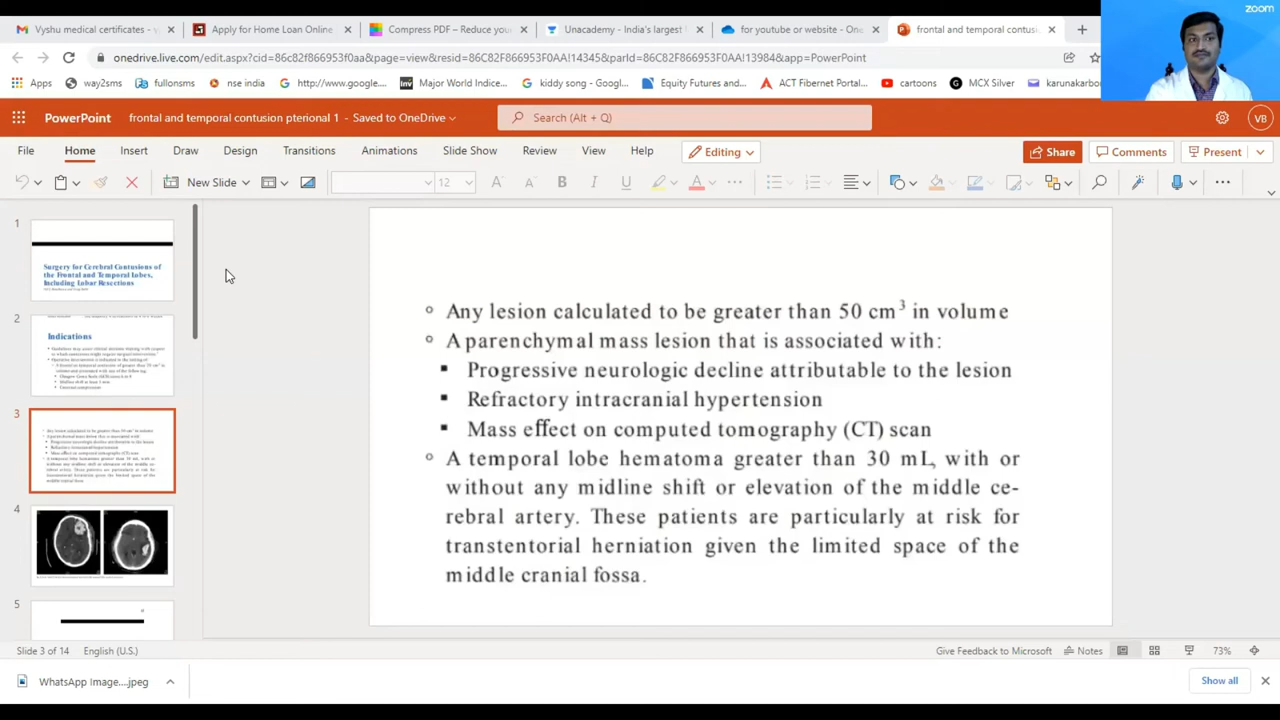 zoom
Vyshu medical certificates - y
Apply for Home Loan Online
Compress PDF – Reduce you
Unacademy - India's largest
for youtube or website - One
frontal and temporal contusi
onedrive.live.com/edit.aspx?cid=86c82f866953f0aa&page=view&resid=86C82F866953F0AA!14345&parId=86C82F866953F0AA!13984&app=PowerPoint
Apps way2sms fullonsms nse india http://www.google.... Major World Indice... kiddy song - Googl... Equity Futures and... ACT Fibernet Portal... cartoons MCX Silver karunakarbor
PowerPoint frontal and temporal contusion pterional 1 - Saved to OneDrive Search (Alt + Q) VB
File Home Insert Draw Design Transitions Animations Slide Show Review View Help Editing Share Comments Present
New Slide 12 A A B I U A
1
Surgery for Cerebral Contusions of
the Frontal and Temporal Lobes,
Including Lobar Resections
2
Indications
3
4
5
Any lesion calculated to be greater than 50 cm³ in volume
A parenchymal mass lesion that is associated with:
Progressive neurologic decline attributable to the lesion
Refractory intracranial hypertension
Mass effect on computed tomography (CT) scan
A temporal lobe hematoma greater than 30 mL, with or
without any midline shift or elevation of the middle ce-
rebral artery. These patients are particularly at risk for
transtentorial herniation given the limited space of the
middle cranial fossa.
Slide 3 of 14 English (U.S.) Give Feedback to Microsoft Notes 73%
WhatsApp Image....jpeg Show all